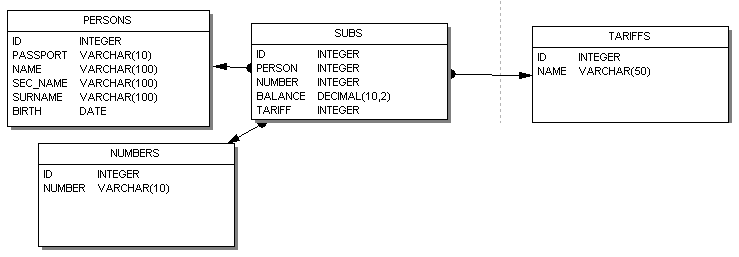 PERSONS
ID INTEGER
PASSPORT VARCHAR(10)
NAME VARCHAR(100)
SEC_NAME VARCHAR(100)
SURNAME VARCHAR(100)
BIRTH DATE
SUBS
ID INTEGER
PERSON INTEGER
NUMBER INTEGER
BALANCE DECIMAL(10,2)
TARIFF INTEGER
TARIFFS
ID INTEGER
NAME VARCHAR(50)
NUMBERS
ID INTEGER
NUMBER VARCHAR(10)